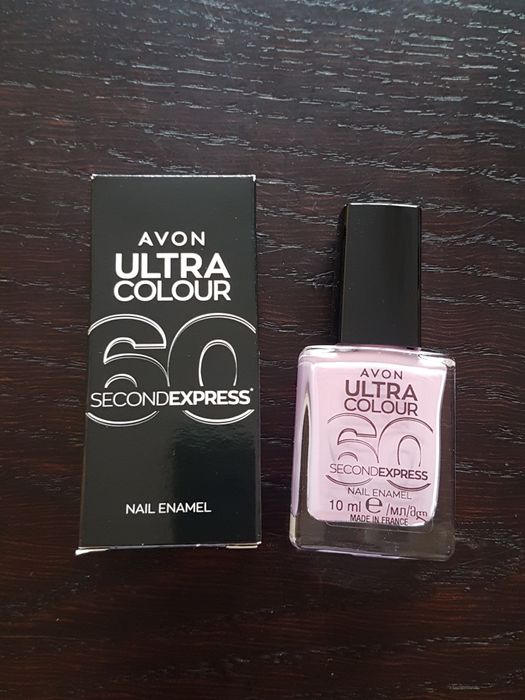 AVON
ULTRA
COLOUR
60
SECONDEXPRESS*
NAIL ENAMEL
AVON
ULTRA
COLOUR
60
SECONDEXPRESS
NAIL ENAMEL
10 ml e /мл/მლ
MADE IN FRANCE